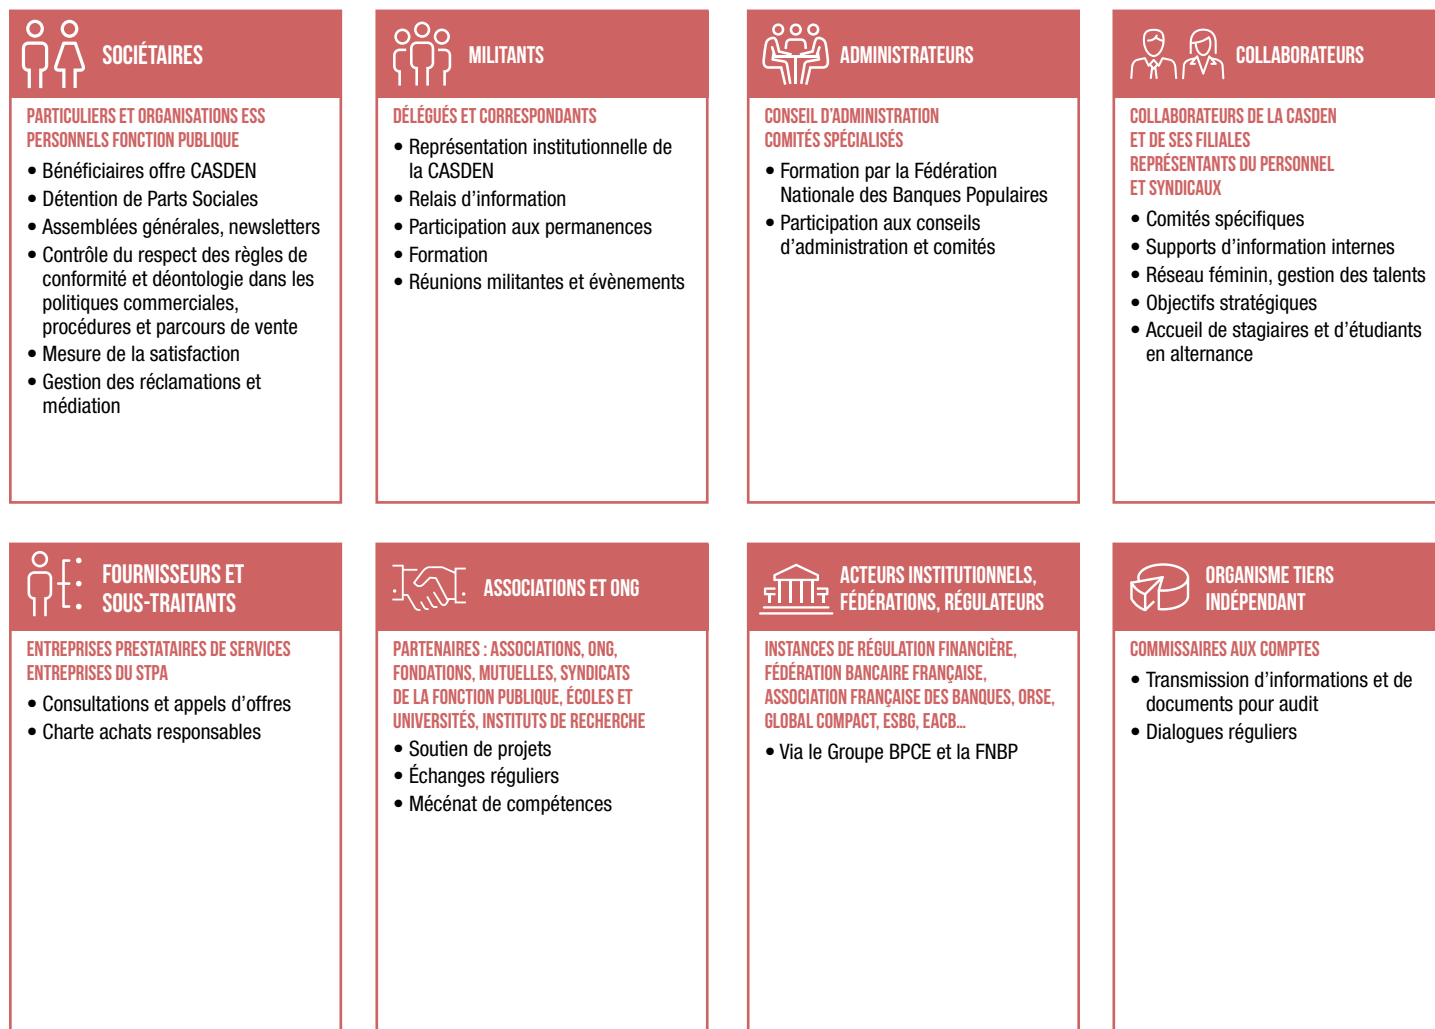 SOCIÉTAIRES
PARTICULIERS ET ORGANISATIONS ESS
PERSONNELS FONCTION PUBLIQUE
• Bénéficiaires offre CASDEN
• Détention de Parts Sociales
• Assemblées générales, newsletters
• Contrôle du respect des règles de
conformité et déontologie dans les
politiques commerciales,
procédures et parcours de vente
• Mesure de la satisfaction
• Gestion des réclamations et
médiation
MILITANTS
DÉLÉGUÉS ET CORRESPONDANTS
• Représentation institutionnelle de
la CASDEN
• Relais d’information
• Participation aux permanences
• Formation
• Réunions militantes et évènements
ADMINISTRATEURS
CONSEIL D’ADMINISTRATION
COMITÉS SPÉCIALISÉS
• Formation par la Fédération
Nationale des Banques Populaires
• Participation aux conseils
d’administration et comités
COLLABORATEURS
COLLABORATEURS DE LA CASDEN
ET DE SES FILIALES
REPRÉSENTANTS DU PERSONNEL
ET SYNDICAUX
• Comités spécifiques
• Supports d’information internes
• Réseau féminin, gestion des talents
• Objectifs stratégiques
• Accueil de stagiaires et d’étudiants
en alternance
FOURNISSEURS ET
SOUS-TRAITANTS
ENTREPRISES PRESTATAIRES DE SERVICES
ENTREPRISES DU STPA
• Consultations et appels d’offres
• Charte achats responsables
ASSOCIATIONS ET ONG
PARTENAIRES : ASSOCIATIONS, ONG,
FONDATIONS, MUTUELLES, SYNDICATS
DE LA FONCTION PUBLIQUE, ÉCOLES ET
UNIVERSITÉS, INSTITUTS DE RECHERCHE
• Soutien de projets
• Échanges réguliers
• Mécénat de compétences
ACTEURS INSTITUTIONNELS,
FÉDÉRATIONS, RÉGULATEURS
INSTANCES DE RÉGULATION FINANCIÈRE,
FÉDÉRATION BANCAIRE FRANÇAISE,
ASSOCIATION FRANÇAISE DES BANQUES, ORSE,
GLOBAL COMPACT, ESBG, EACB...
• Via le Groupe BPCE et la FNBP
ORGANISME TIERS
INDÉPENDANT
COMMISSAIRES AUX COMPTES
• Transmission d’informations et de
documents pour audit
• Dialogues réguliers